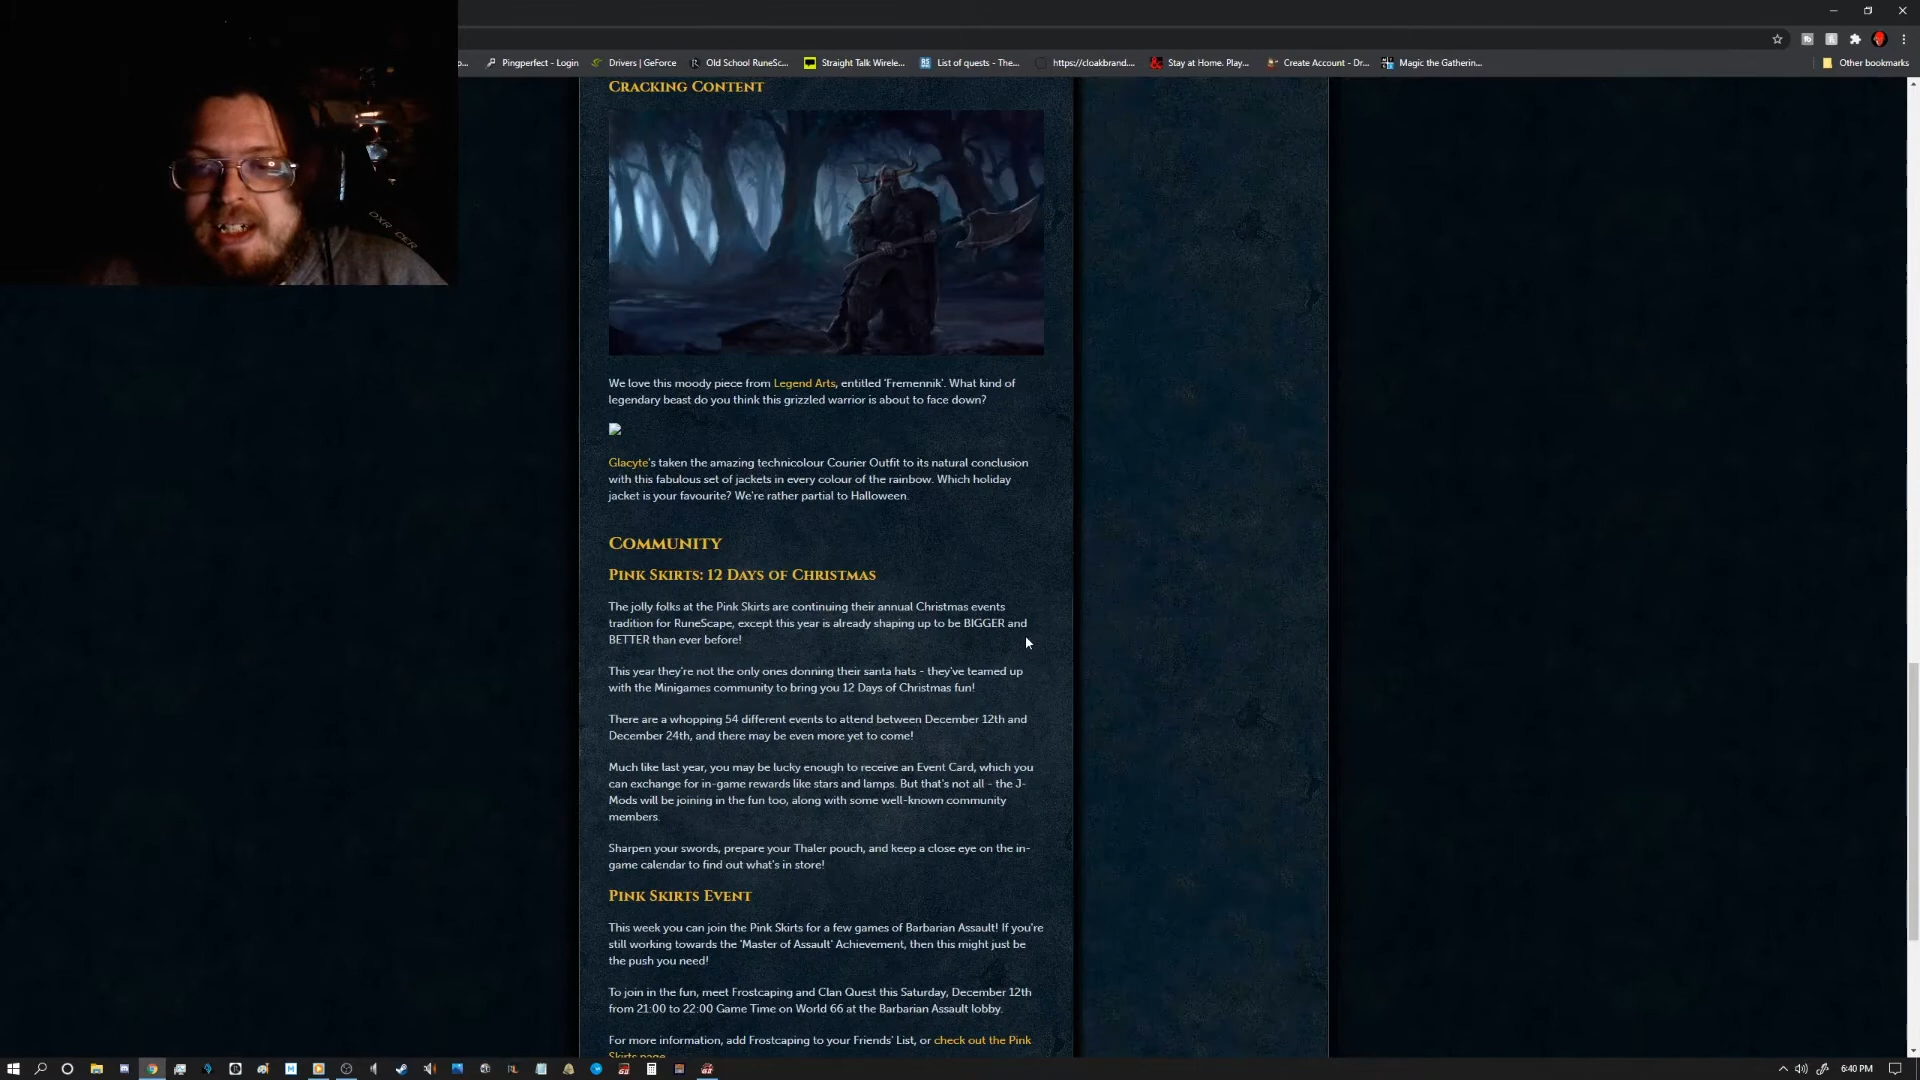 Pingperfect - Login
Drivers | GeForce
Old School RuneSc...
Straight Talk Wirele...
List of quests - The...
https://cloakbrand....
Stay at Home. Play...
Create Account - Dr...
Magic the Gatherin...
Other bookmarks
Cracking Content
We love this moody piece from Legend Arts, entitled 'Fremennik'. What kind of
legendary beast do you think this grizzled warrior is about to face down?
Glacyte's taken the amazing technicolour Courier Outfit to its natural conclusion
with this fabulous set of jackets in every colour of the rainbow. Which holiday
jacket is your favourite? We're rather partial to Halloween.
Community
Pink Skirts: 12 Days of Christmas
The jolly folks at the Pink Skirts are continuing their annual Christmas events
tradition for RuneScape, except this year is already shaping up to be BIGGER and
BETTER than ever before!
This year they're not the only ones donning their santa hats - they've teamed up
with the Minigames community to bring you 12 Days of Christmas fun!
There are a whopping 54 different events to attend between December 12th and
December 24th, and there may be even more yet to come!
Much like last year, you may be lucky enough to receive an Event Card, which you
can exchange for in-game rewards like stars and lamps. But that's not all - the J-
Mods will be joining in the fun too, along with some well-known community
members.
Sharpen your swords, prepare your Thaler pouch, and keep a close eye on the in-
game calendar to find out what's in store!
Pink Skirts Event
This week you can join the Pink Skirts for a few games of Barbarian Assault! If you're
still working towards the 'Master of Assault' Achievement, then this might just be
the push you need!
To join in the fun, meet Frostcaping and Clan Quest this Saturday, December 12th
from 21:00 to 22:00 Game Time on World 66 at the Barbarian Assault lobby.
For more information, add Frostcaping to your Friends' List, or check out the Pink
Skirts page
6:40 PM